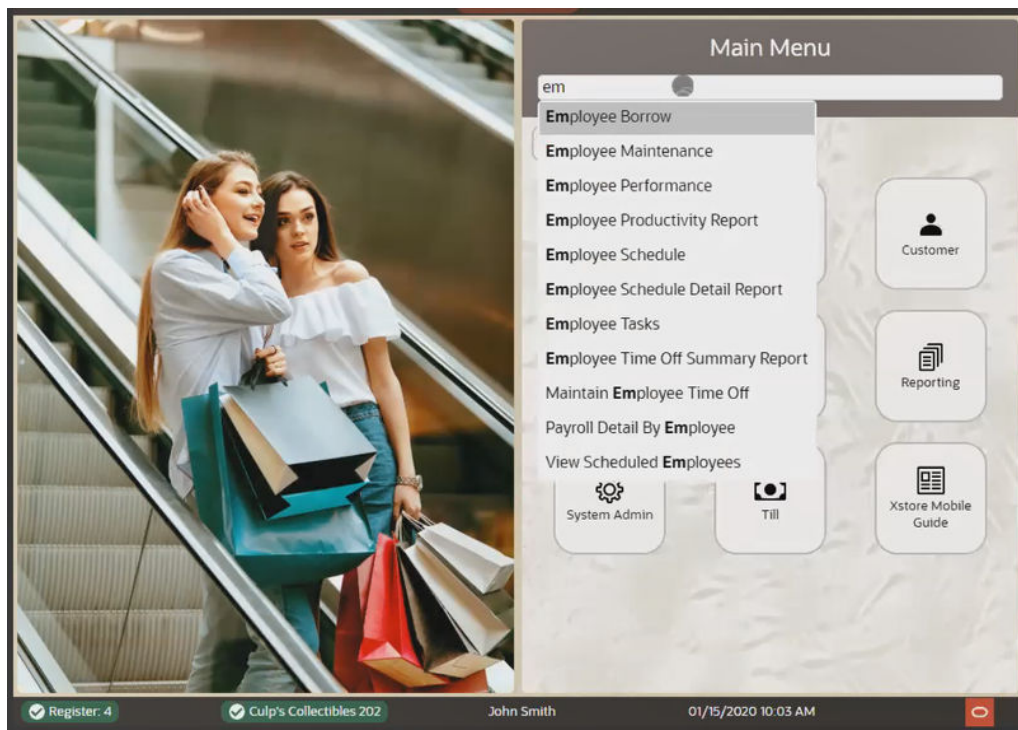 Main Menu
em
Employee Borrow
Employee Maintenance
Employee Performance
Employee Productivity Report
Employee Schedule
Employee Schedule Detail Report
Employee Tasks
Employee Time Off Summary Report
Maintain Employee Time Off
Payroll Detail By Employee
View Scheduled Employees
Customer
Reporting
System Admin
Till
Xstore Mobile
Guide
Register: 4
Culp's Collectibles 202
John Smith
01/15/2020 10:03 AM